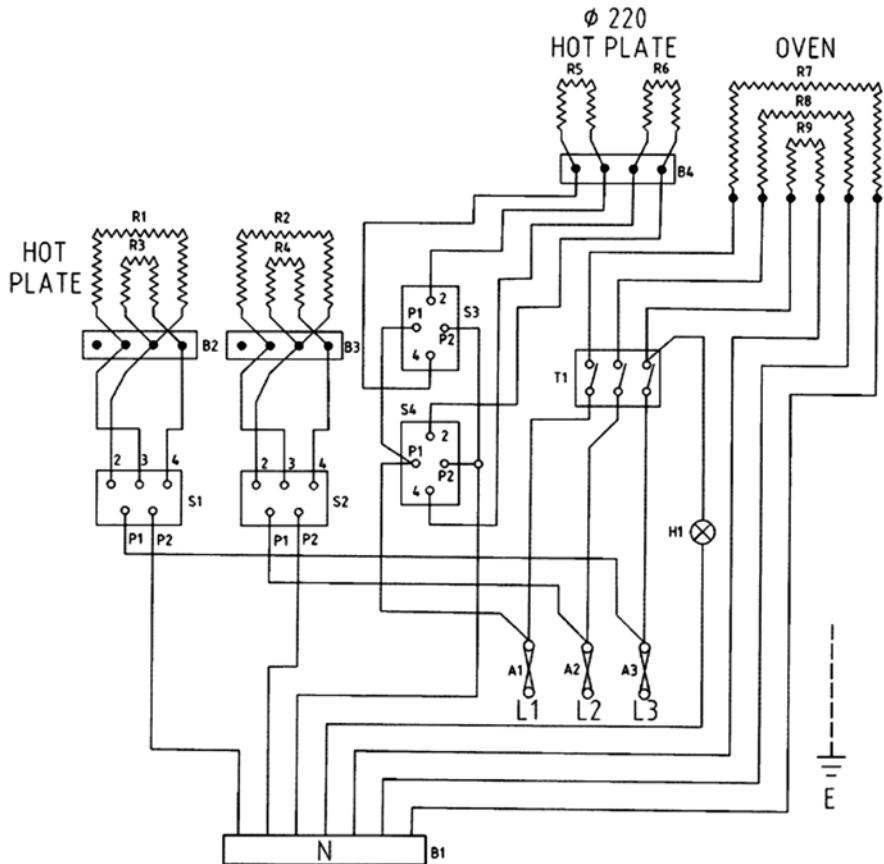 Ø 220
HOT PLATE
OVEN
R5
R6
R7
R8
R9
B4
R1
R3
R2
R4
HOT
PLATE
B2
B3
2
P1
S3
P2
4
T1
S4
2
P1
P2
4
2
3
4
S1
P1
P2
2
3
4
S2
P1
P2
H1
A1
A2
A3
L1
L2
L3
E
N
B1